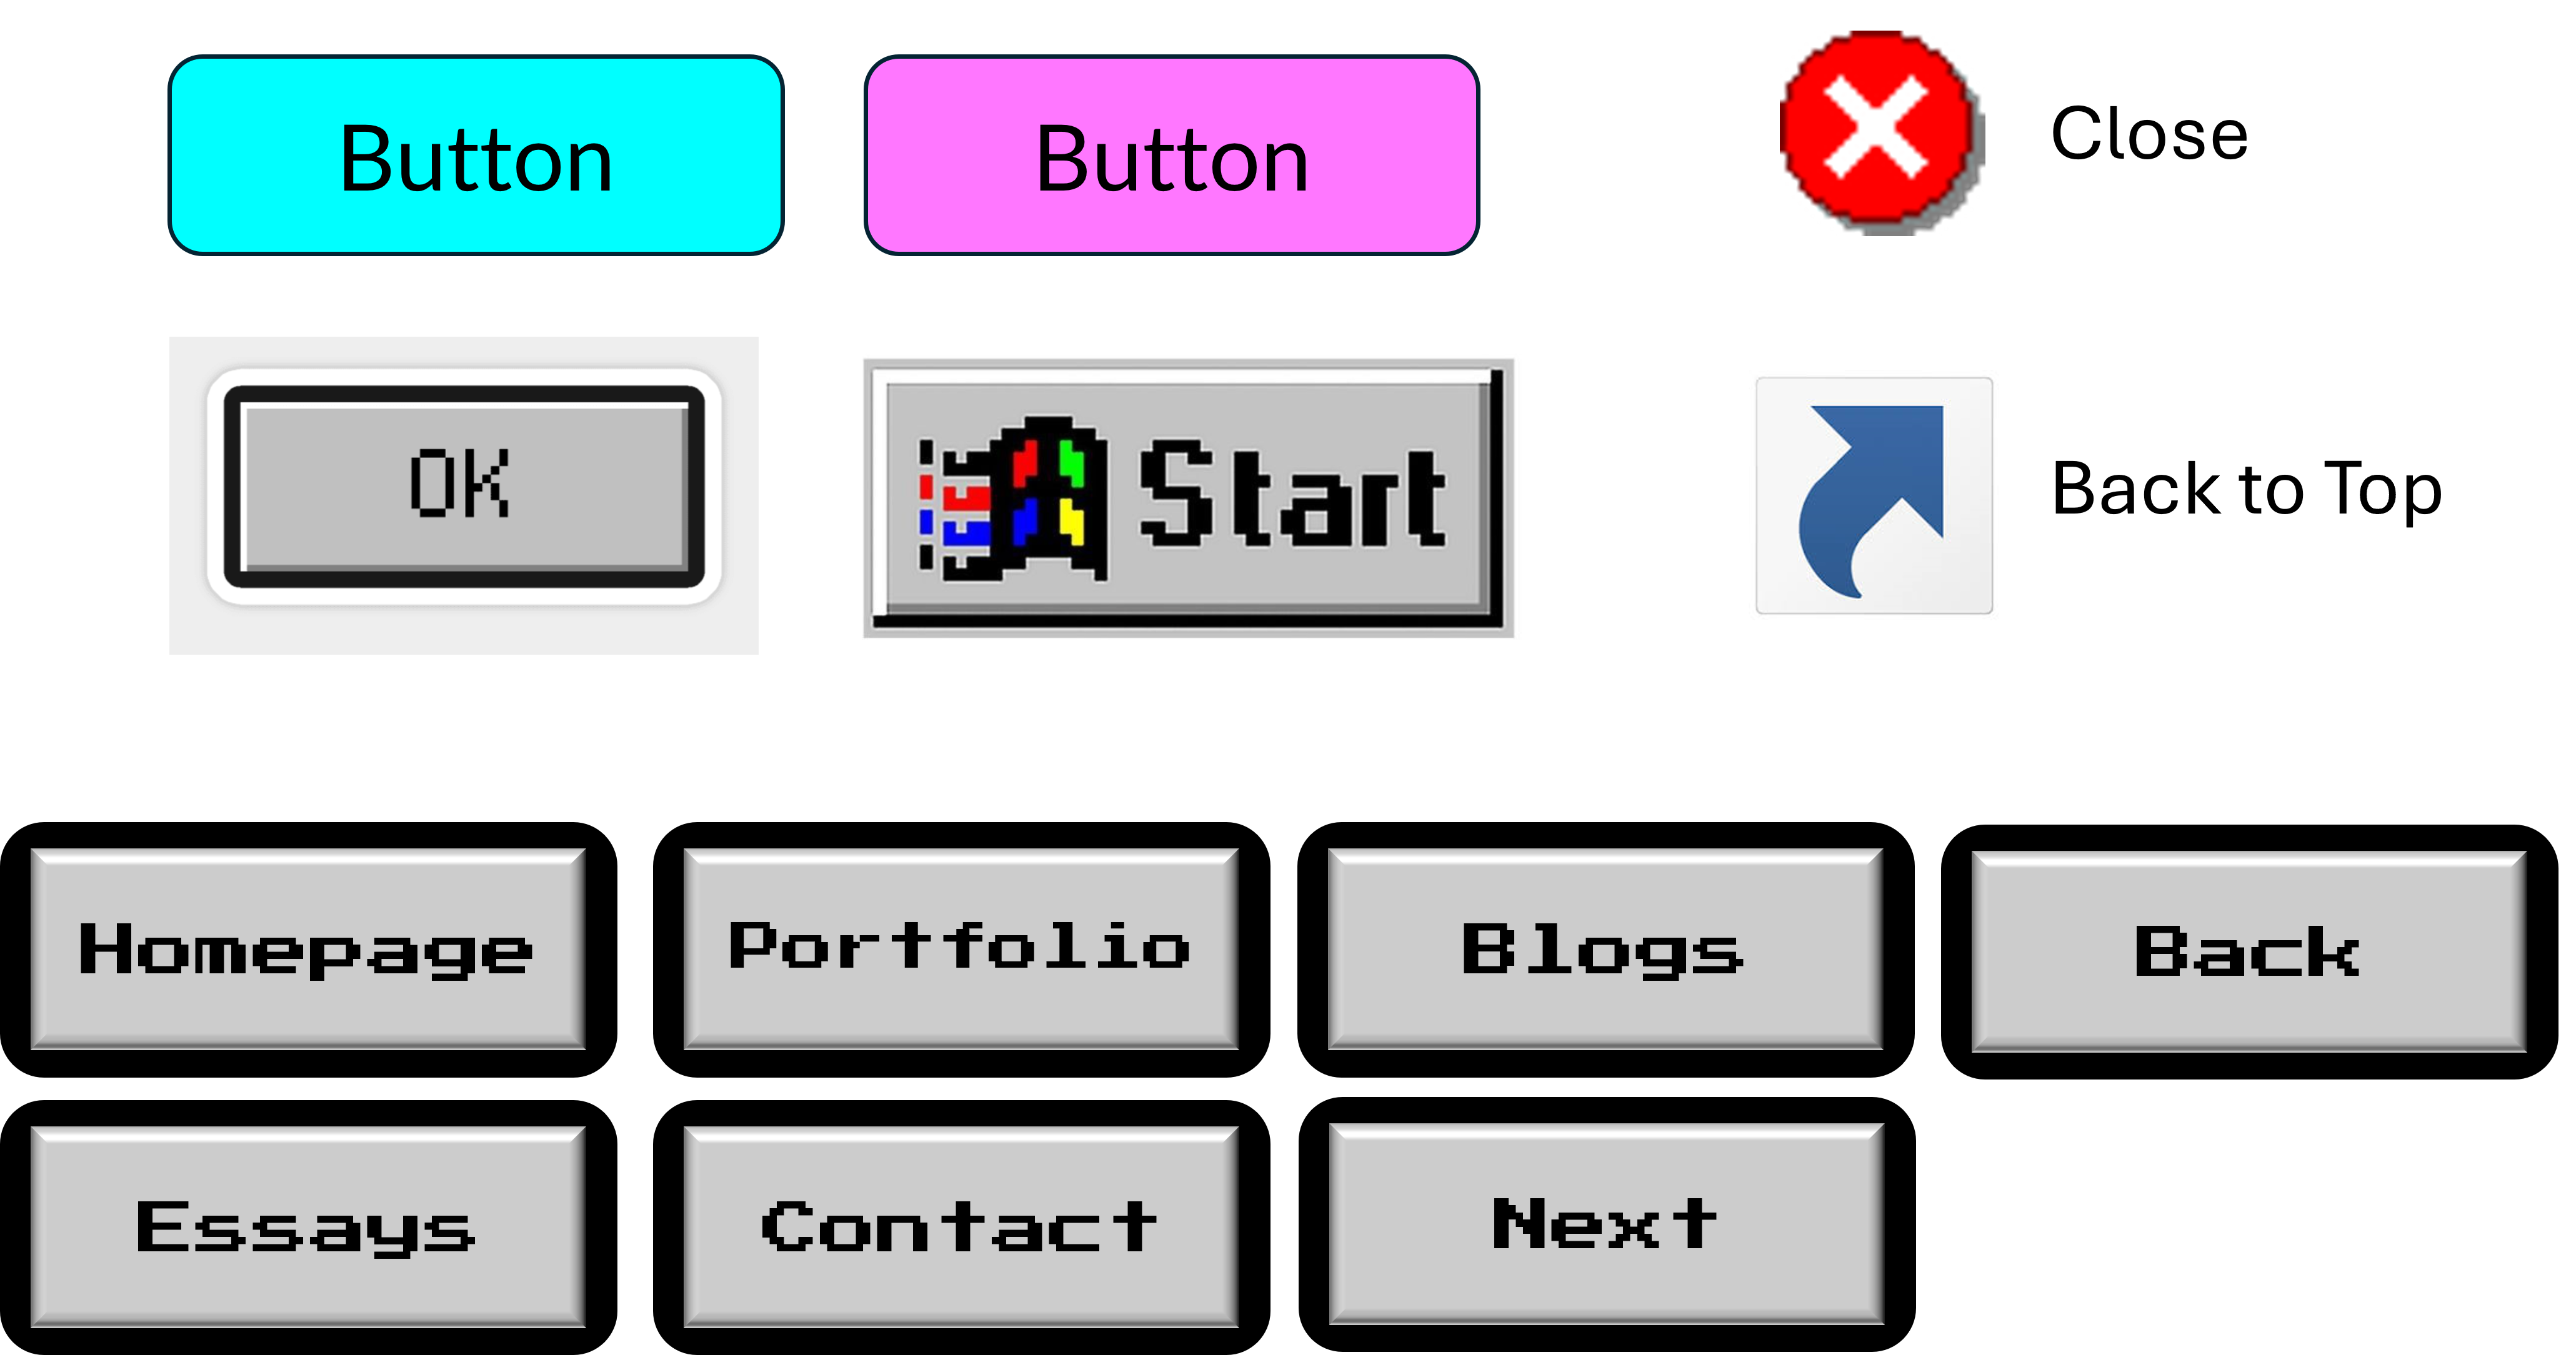 Button
Button
Close
OK
Start
Back to Top
Homepage
Portfolio
Blogs
Back
Essays
Contact
Next